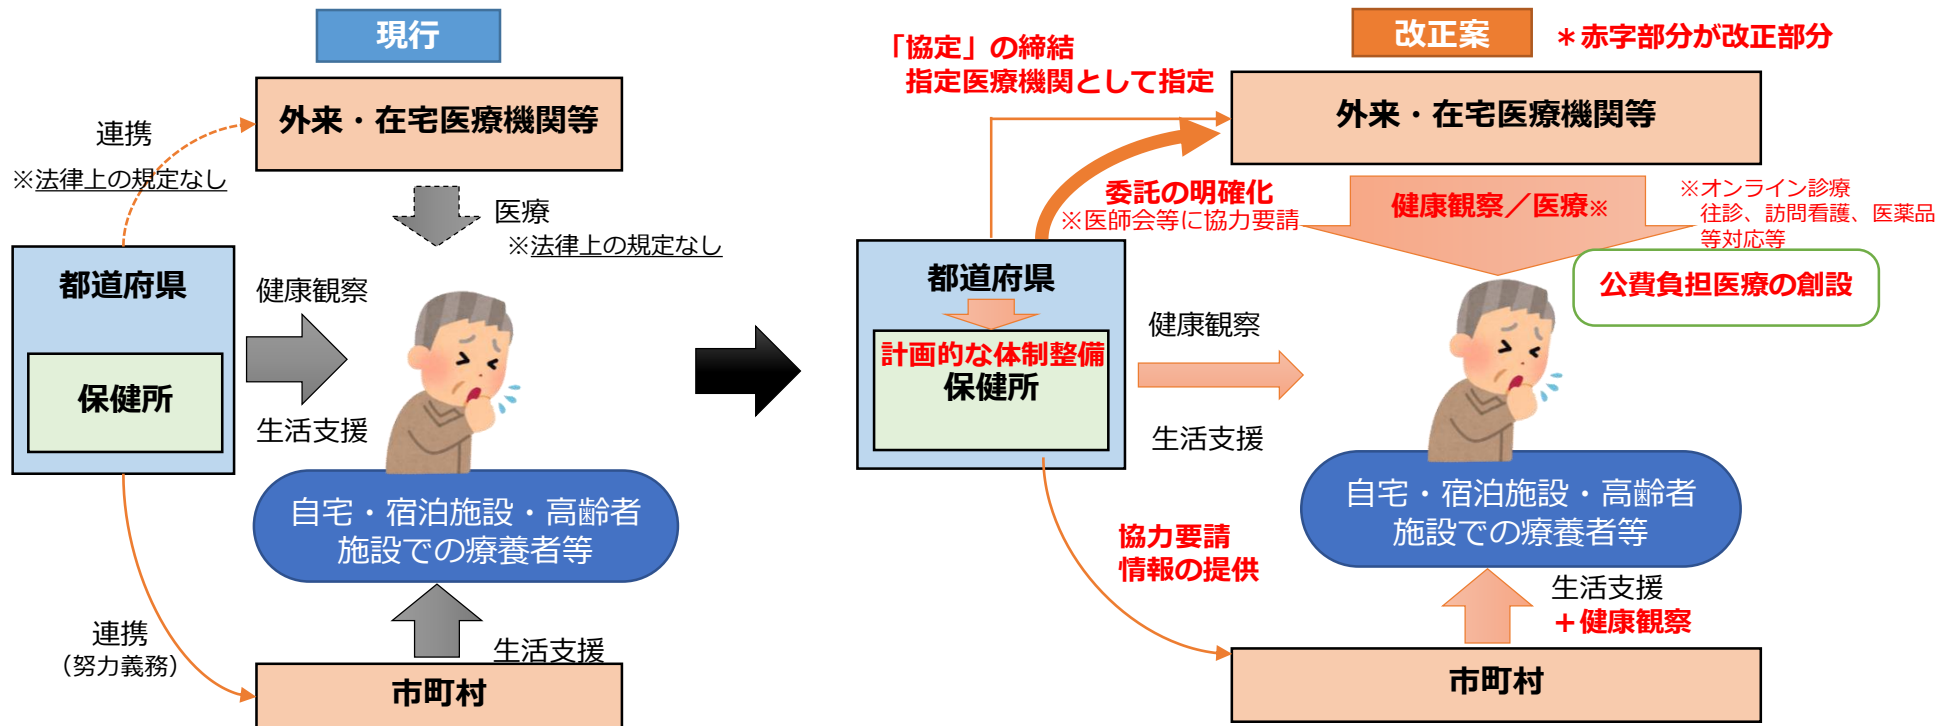 現行
外来・在宅医療機関等
連携
※法律上の規定なし
医療
※法律上の規定なし
都道府県
保健所
健康観察
生活支援
自宅・宿泊施設・高齢者
施設での療養者等
連携
（努力義務）
生活支援
市町村
改正案
＊赤字部分が改正部分
「協定」の締結
指定医療機関として指定
外来・在宅医療機関等
委託の明確化
※医師会等に協力要請
健康観察／医療※
※オンライン診療
往診、訪問看護、医薬品
等対応等
公費負担医療の創設
都道府県
計画的な体制整備
保健所
健康観察
生活支援
自宅・宿泊施設・高齢者
施設での療養者等
協力要請
情報の提供
生活支援
＋健康観察
市町村